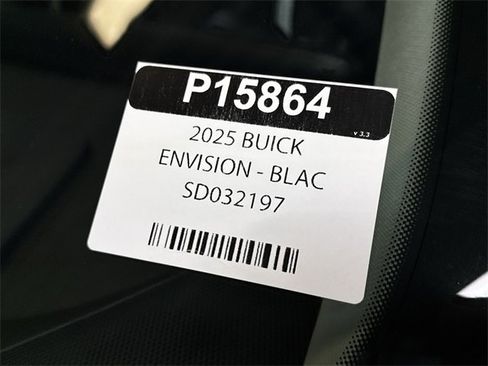 P15864
v 3.3
2025 BUICK
ENVISION - BLAC
SD032197